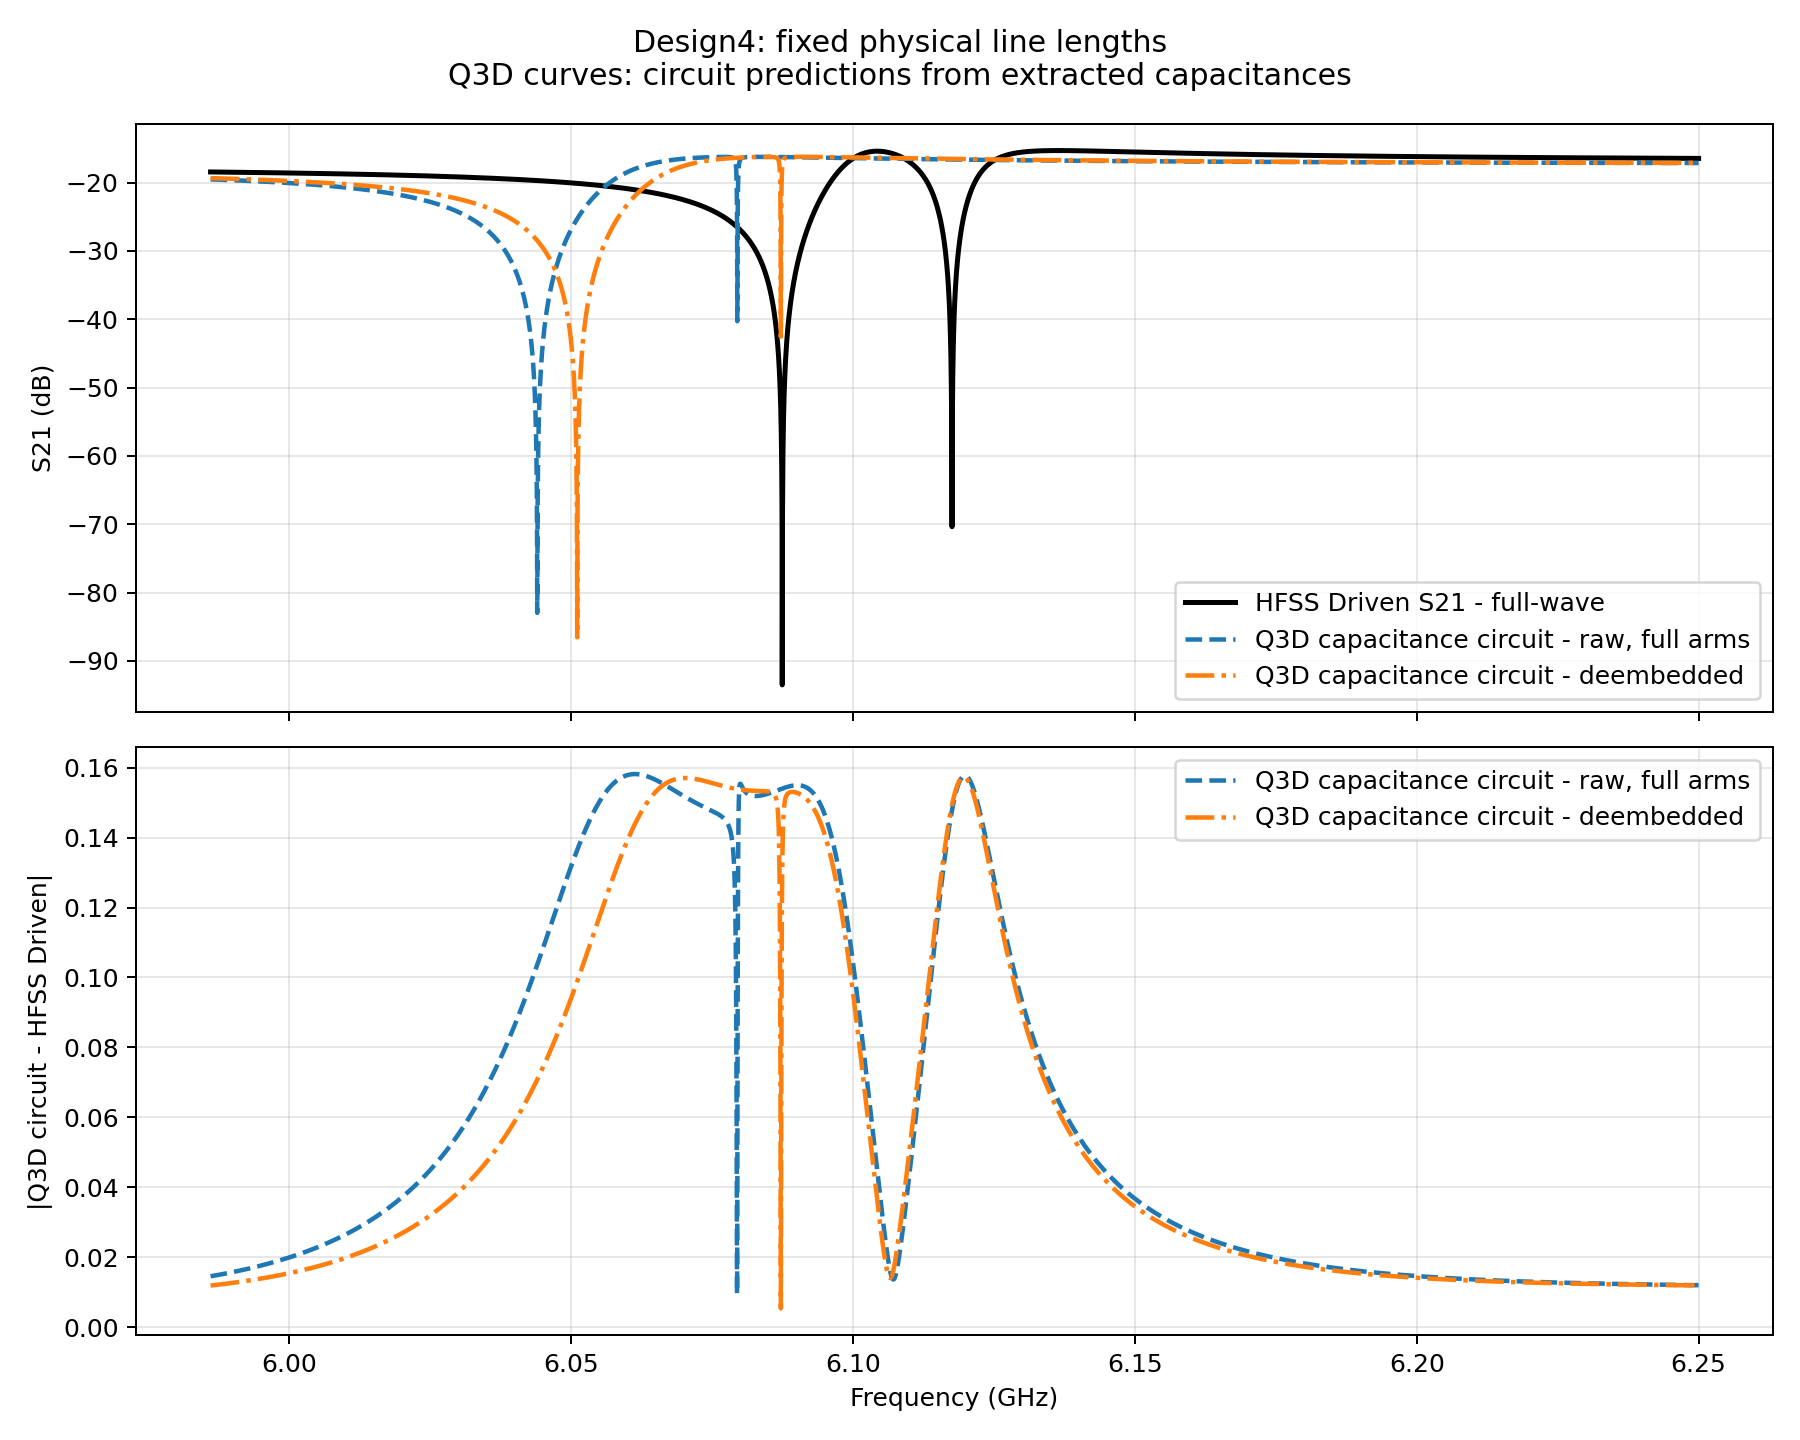 Design4: fixed physical line lengths
Q3D curves: circuit predictions from extracted capacitances
S21 (dB)
−20
−30
−40
−50
−60
−70
−80
−90
HFSS Driven S21 - full-wave
Q3D capacitance circuit - raw, full arms
Q3D capacitance circuit - deembedded
|Q3D circuit - HFSS Driven|
0.16
0.14
0.12
0.10
0.08
0.06
0.04
0.02
0.00
Q3D capacitance circuit - raw, full arms
Q3D capacitance circuit - deembedded
6.00 6.05 6.10 6.15 6.20 6.25
Frequency (GHz)